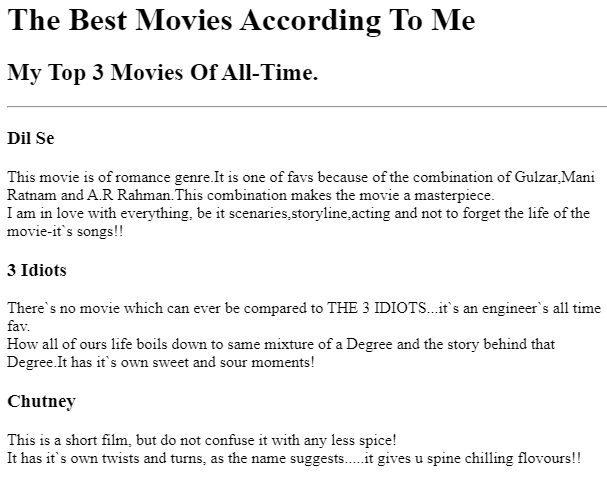 The Best Movies According To Me
My Top 3 Movies Of All-Time.
Dil Se
This movie is of romance genre.It is one of favs because of the combination of Gulzar,Mani
Ratnam and A.R Rahman.This combination makes the movie a masterpiece.
I am in love with everything, be it scenaries,storyline,acting and not to forget the life of the
movie-it`s songs!!
3 Idiots
There`s no movie which can ever be compared to THE 3 IDIOTS...it`s an engineer`s all time
fav.
How all of ours life boils down to same mixture of a Degree and the story behind that
Degree.It has it`s own sweet and sour moments!
Chutney
This is a short film, but do not confuse it with any less spice!
It has it`s own twists and turns, as the name suggests.....it gives u spine chilling flovours!!